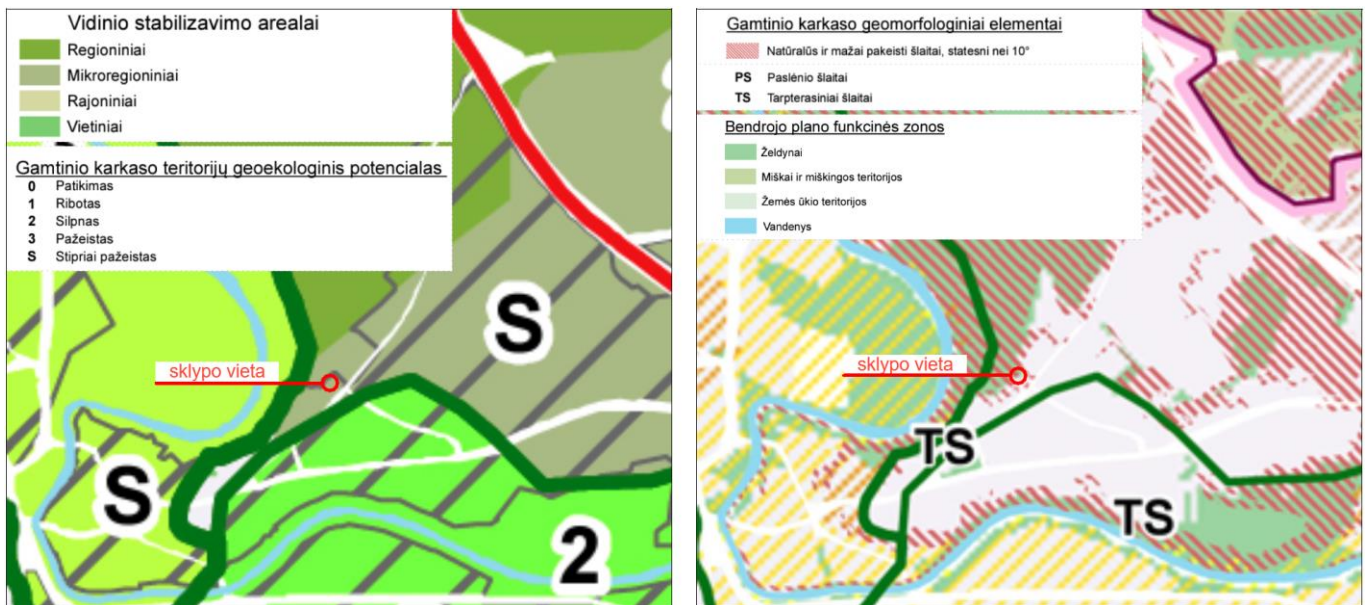 Vidinio stabilizavimo arealai
Regioniniai
Mikroregioniniai
Rajoniniai
Vietiniai
Gamtinio karkaso teritorijų geoekologinis potencialas
0 Patikimas
1 Ribotas
2 Silpnas
3 Pažeistas
S Stipriai pažeistas
S
sklypo vieta
S
2
Gamtinio karkaso geomorfologiniai elementai
Natūralūs ir mažai pakeisti šlaitai, statesni nei 10°
PS Paslėnio šlaitai
TS Tarpterasiniai šlaitai
Bendrojo plano funkcinės zonos
Želdynai
Miškai ir miškingos teritorijos
Žemės ūkio teritorijos
Vandenys
sklypo vieta
TS
TS